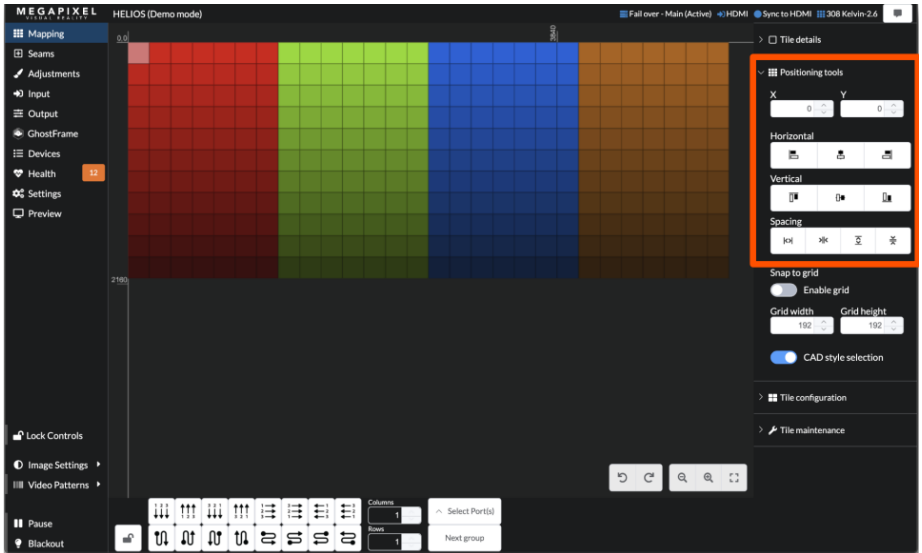 MEGAPIXEL
VISUAL REALITY
HELIOS (Demo mode)
Fail over - Main (Active)
HDMI
Sync to HDMI
308 Kelvin-2.6
Mapping
Seams
Adjustments
Input
Output
GhostFrame
Devices
Health
12
Settings
Preview
Lock Controls
Image Settings
Video Patterns
Pause
Blackout
0,0
3840
2160
Tile details
Positioning tools
X Y
0 0
Horizontal
Vertical
Spacing
Snap to grid
Enable grid
Grid width Grid height
192 192
CAD style selection
Tile configuration
Tile maintenance
Columns
1
Rows
1
Select Port(s)
Next group